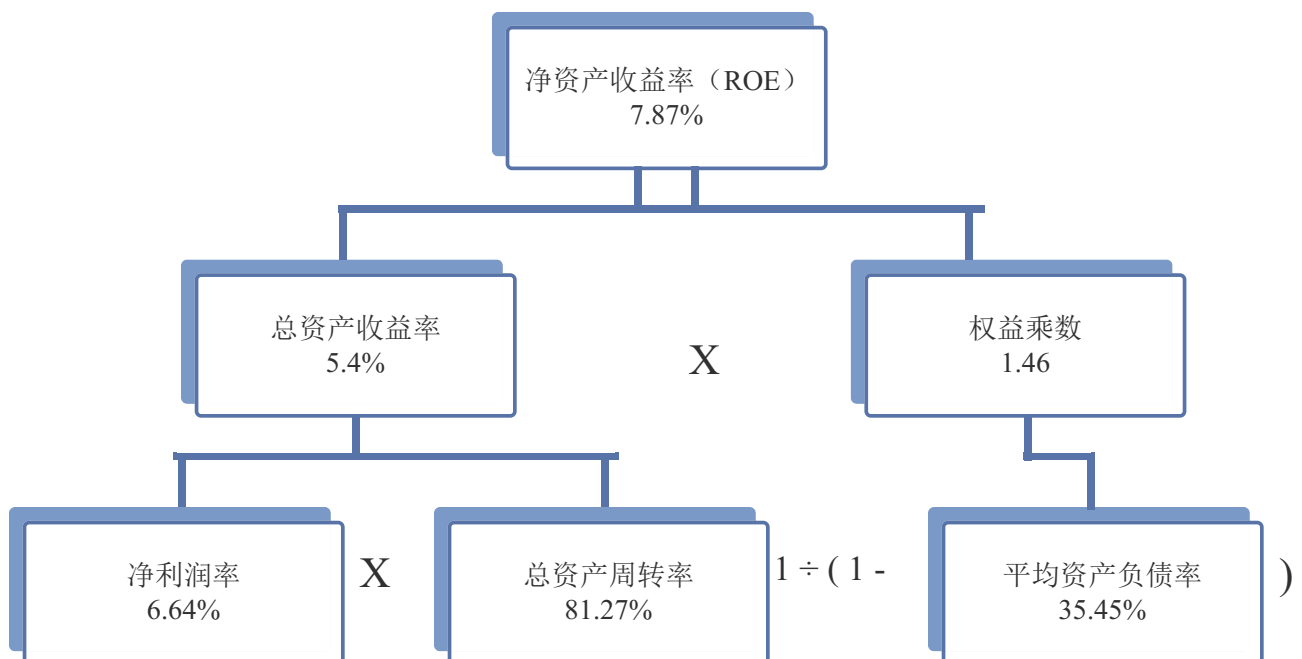 净资产收益率（ROE）
7.87%
总资产收益率
5.4%
X
权益乘数
1.46
净利润率
6.64%
X
总资产周转率
81.27%
1 ÷ ( 1 -
平均资产负债率
35.45%
)